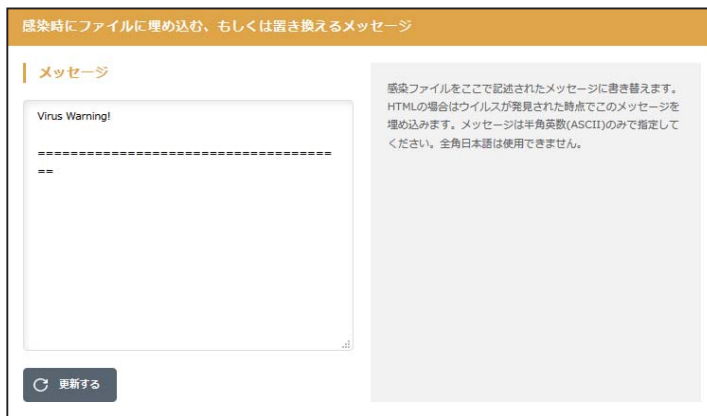 感染時にファイルに埋め込む、もしくは置き換えるメッセージ
メッセージ
Virus Warning!
====================================
==
感染ファイルをここで記述されたメッセージに書き替えます。
HTMLの場合はウイルスが発見された時点でこのメッセージを
埋め込みます。メッセージは半角英数(ASCII)のみで指定して
ください。全角日本語は使用できません。
更新する